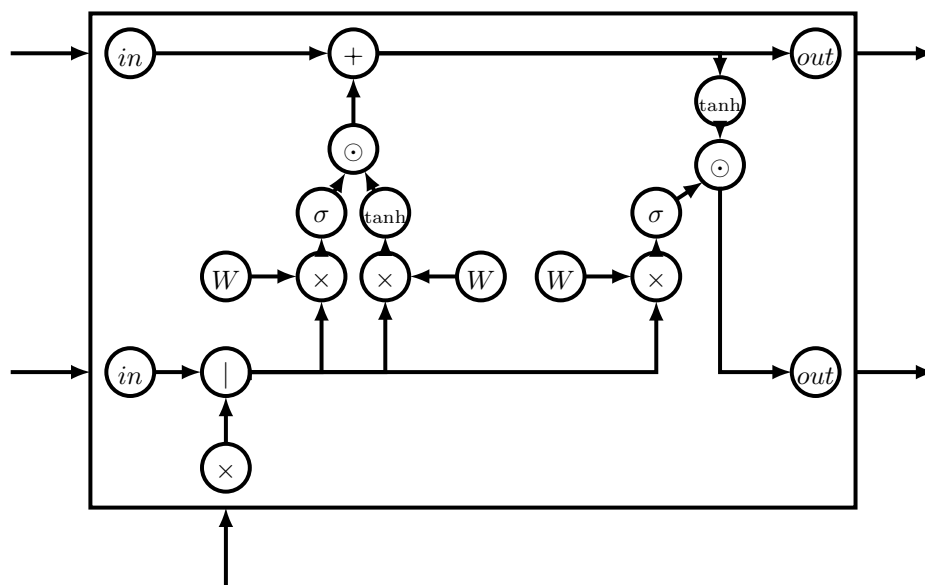 in + out
tanh
⊙ ⊙
σ tanh σ
W × × W W ×
in | out
×